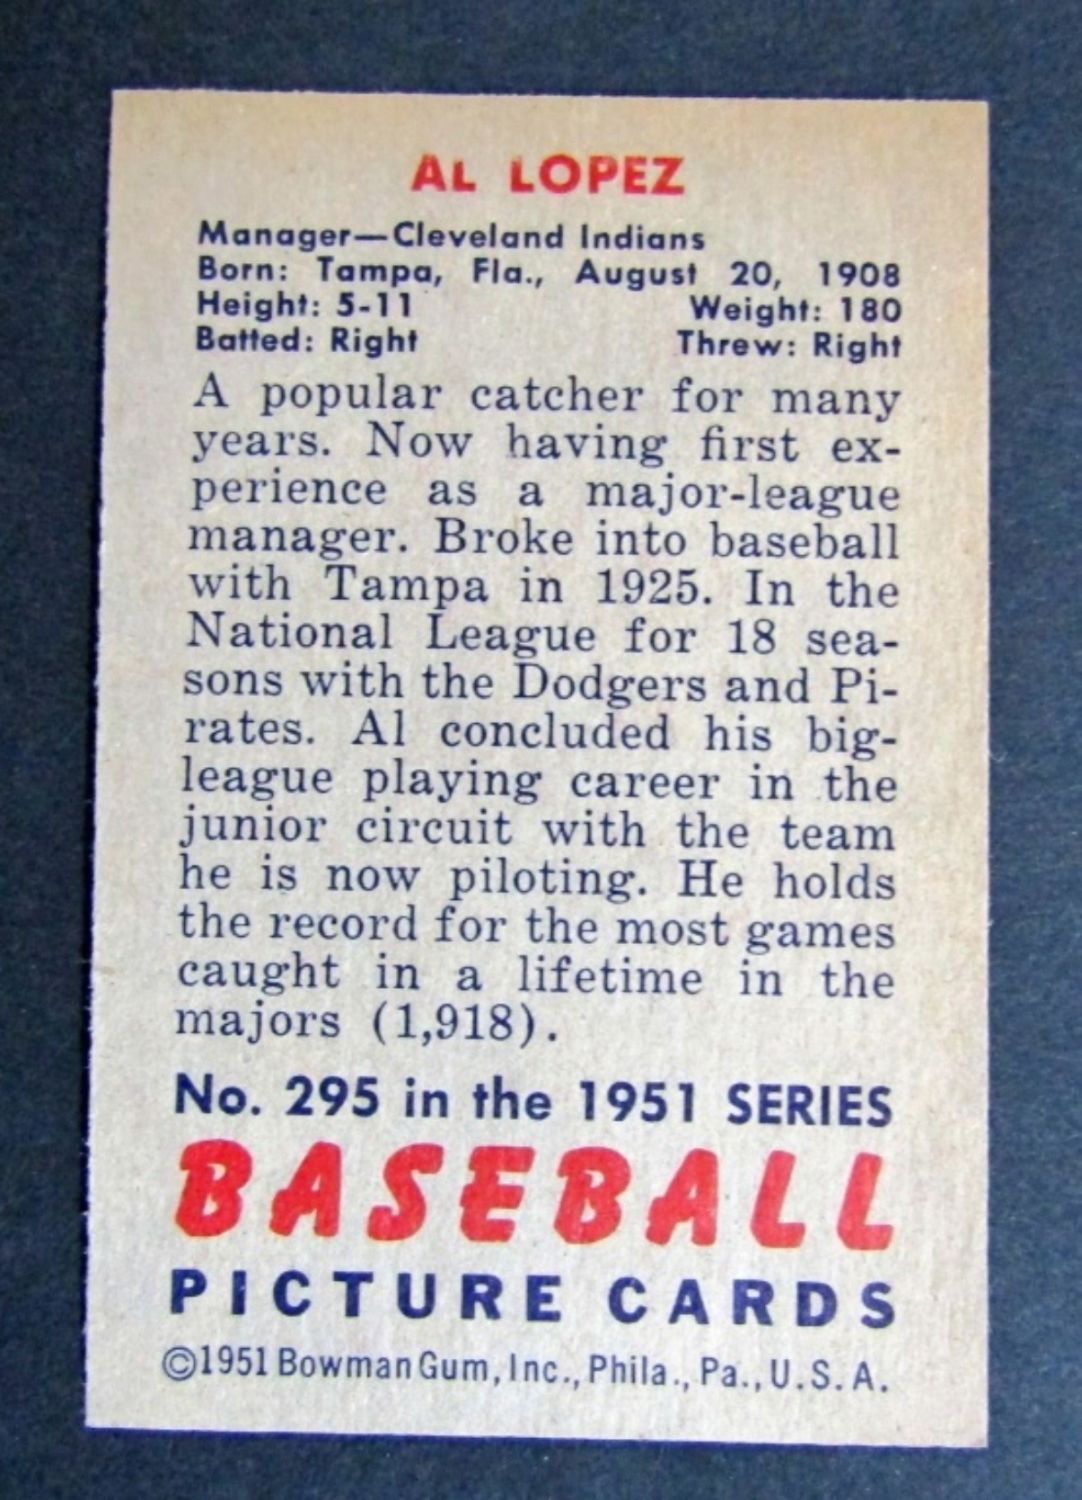 AL LOPEZ
Manager—Cleveland Indians
Born: Tampa, Fla., August 20, 1908
Height: 5-11 Weight: 180
Batted: Right Threw: Right
A popular catcher for many
years. Now having first ex-
perience as a major-league
manager. Broke into baseball
with Tampa in 1925. In the
National League for 18 sea-
sons with the Dodgers and Pi-
rates. Al concluded his big-
league playing career in the
junior circuit with the team
he is now piloting. He holds
the record for the most games
caught in a lifetime in the
majors (1,918).
No. 295 in the 1951 SERIES
BASEBALL
PICTURE CARDS
©1951 Bowman Gum, Inc., Phila., Pa., U.S.A.